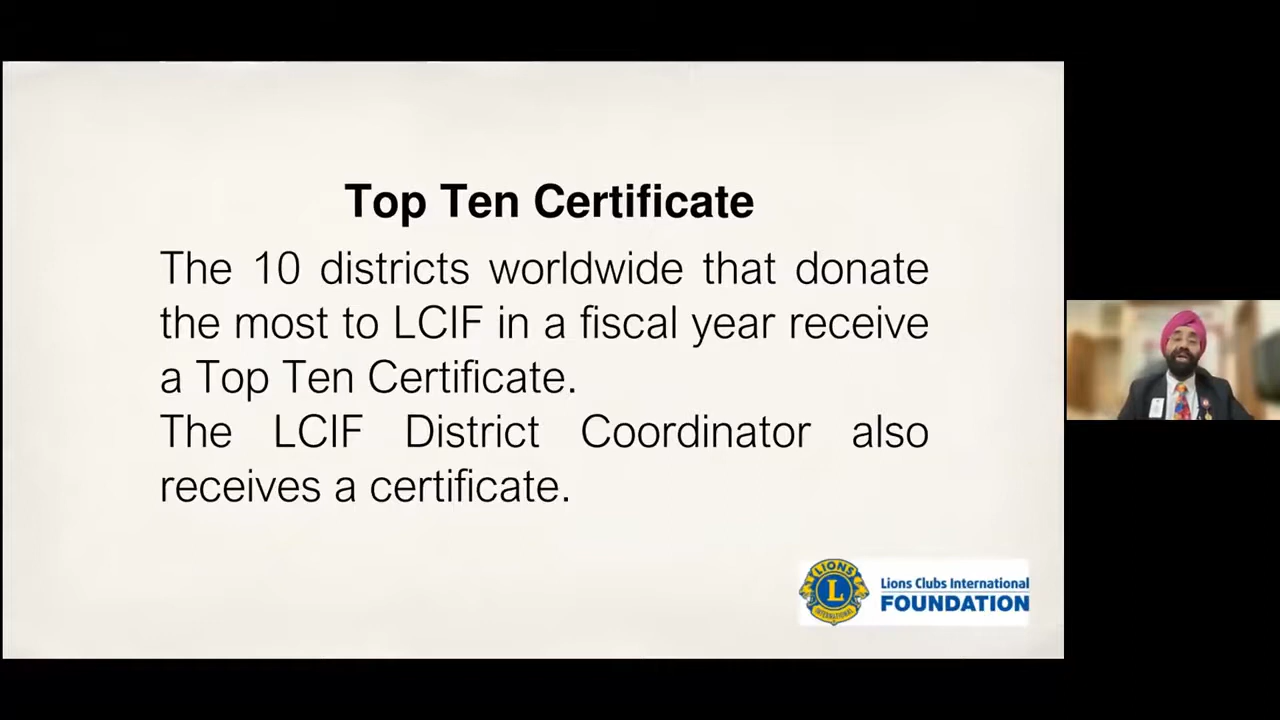 Top Ten Certificate
The 10 districts worldwide that donate
the most to LCIF in a fiscal year receive
a Top Ten Certificate.
The LCIF District Coordinator also
receives a certificate.
LIONS
L
INTERNATIONAL
Lions Clubs International
FOUNDATION